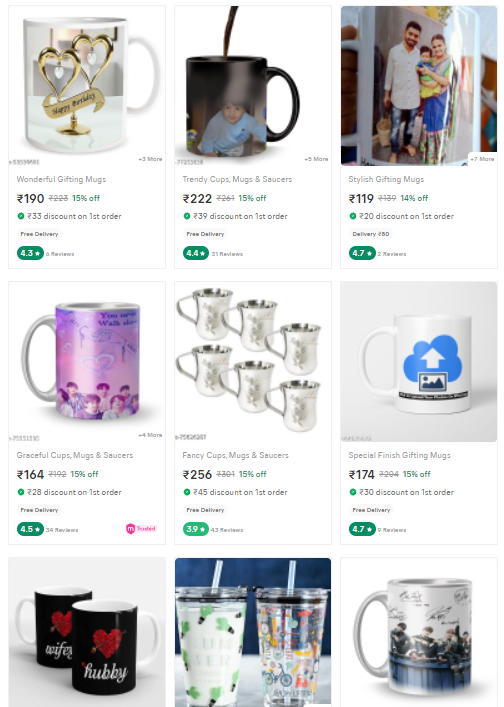 Happy Birthday
s-53539691
+3 More
+5 More
+7 More
Wonderful Gifting Mugs
₹190 ₹223 15% off
₹33 discount on 1st order
Free Delivery
4.3 ★ 6 Reviews
Trendy Cups, Mugs & Saucers
₹222 ₹261 15% off
₹39 discount on 1st order
Free Delivery
4.4 ★ 31 Reviews
Stylish Gifting Mugs
₹119 ₹139 14% off
₹20 discount on 1st order
Delivery ₹80
4.7 ★ 2 Reviews
You never
Walk alone
+4 More
Graceful Cups, Mugs & Saucers
₹164 ₹192 15% off
₹28 discount on 1st order
Free Delivery
4.5 ★ 34 Reviews
m Trusted
s-75626267
Fancy Cups, Mugs & Saucers
₹256 ₹301 15% off
₹45 discount on 1st order
Free Delivery
3.9 ★ 43 Reviews
Special Finish Gifting Mugs
₹174 ₹204 15% off
₹30 discount on 1st order
Free Delivery
4.7 ★ 9 Reviews
wifey
hubby